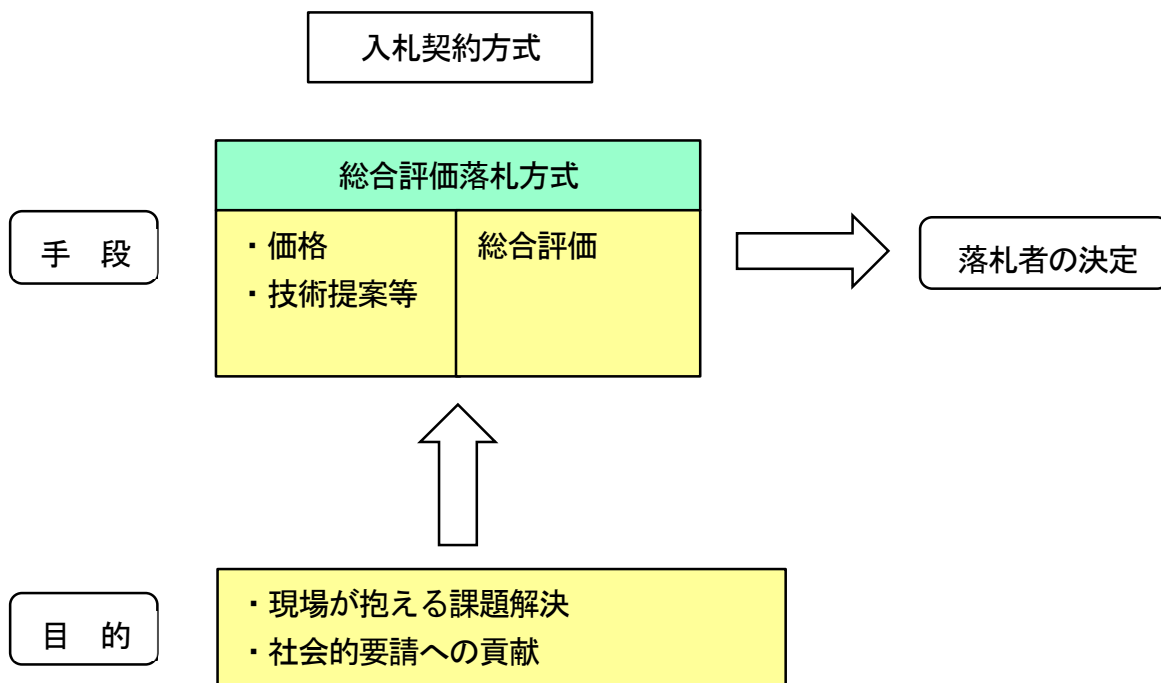 入札契約方式
総合評価落札方式
手　段
・価格
・技術提案等
総合評価
落札者の決定
目　的
・現場が抱える課題解決
・社会的要請への貢献